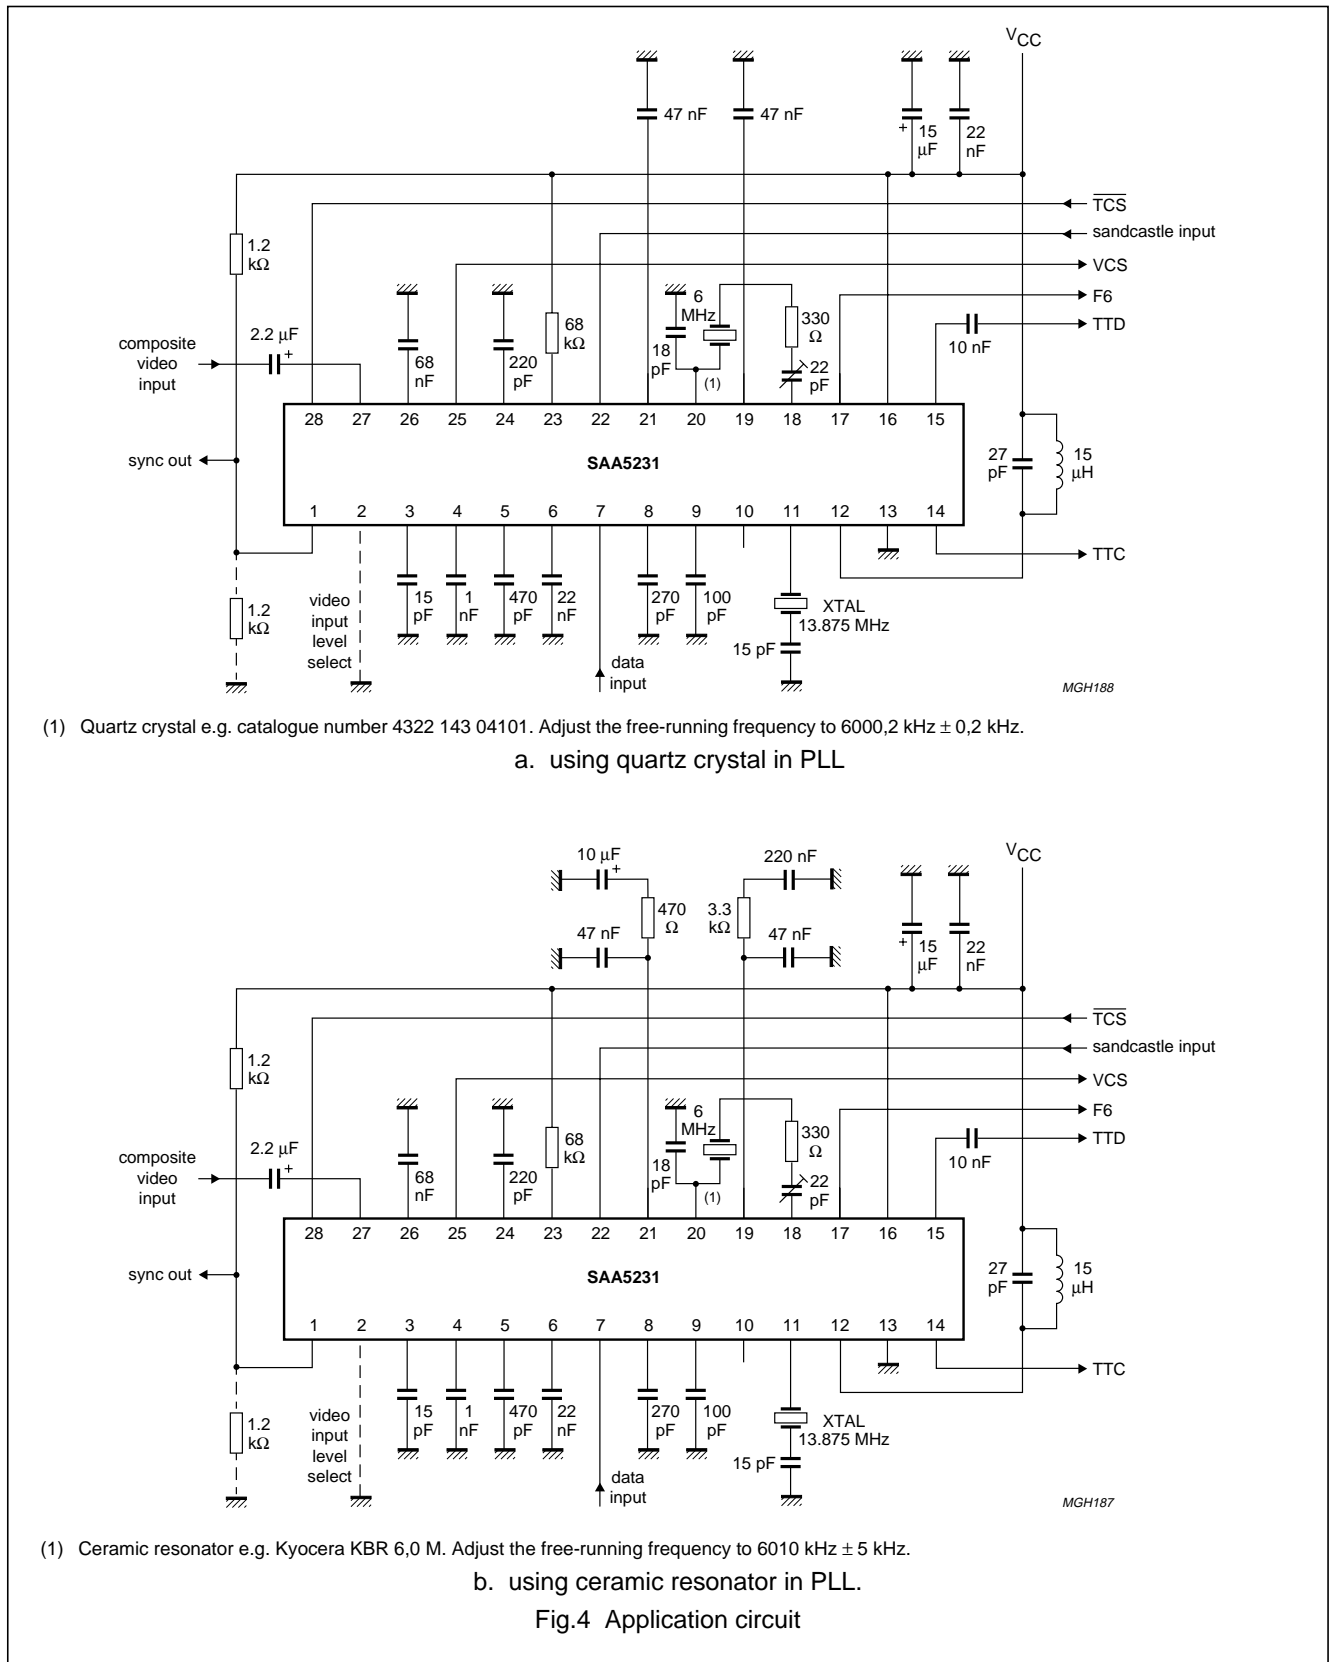 VCC
47 nF
47 nF
15
μF
+
22
nF
TCS
1.2
kΩ
sandcastle input
VCS
6
MHz
F6
68
kΩ
330
Ω
TTD
2.2 μF
+
composite
video
input
68
nF
220
pF
18
pF
(1)
22
pF
10 nF
28 27 26 25 24 23 22 21 20 19 18 17 16 15
sync out
SAA5231
27
pF
15
μH
1 2 3 4 5 6 7 8 9 10 11 12 13 14
TTC
1.2
kΩ
video
input
level
select
15
pF
1
nF
470
pF
22
nF
270
pF
100
pF
XTAL
13.875 MHz
15 pF
data
input
MGH188
(1) Quartz crystal e.g. catalogue number 4322 143 04101. Adjust the free-running frequency to 6000,2 kHz ± 0,2 kHz.
a. using quartz crystal in PLL
10 μF
+
220 nF
VCC
470
Ω
3.3
kΩ
47 nF
47 nF
15
μF
+
22
nF
TCS
1.2
kΩ
sandcastle input
VCS
6
MHz
F6
68
kΩ
330
Ω
TTD
2.2 μF
+
composite
video
input
68
nF
220
pF
18
pF
(1)
22
pF
10 nF
28 27 26 25 24 23 22 21 20 19 18 17 16 15
sync out
SAA5231
27
pF
15
μH
1 2 3 4 5 6 7 8 9 10 11 12 13 14
TTC
1.2
kΩ
video
input
level
select
15
pF
1
nF
470
pF
22
nF
270
pF
100
pF
XTAL
13.875 MHz
15 pF
data
input
MGH187
(1) Ceramic resonator e.g. Kyocera KBR 6,0 M. Adjust the free-running frequency to 6010 kHz ± 5 kHz.
b. using ceramic resonator in PLL.
Fig.4 Application circuit